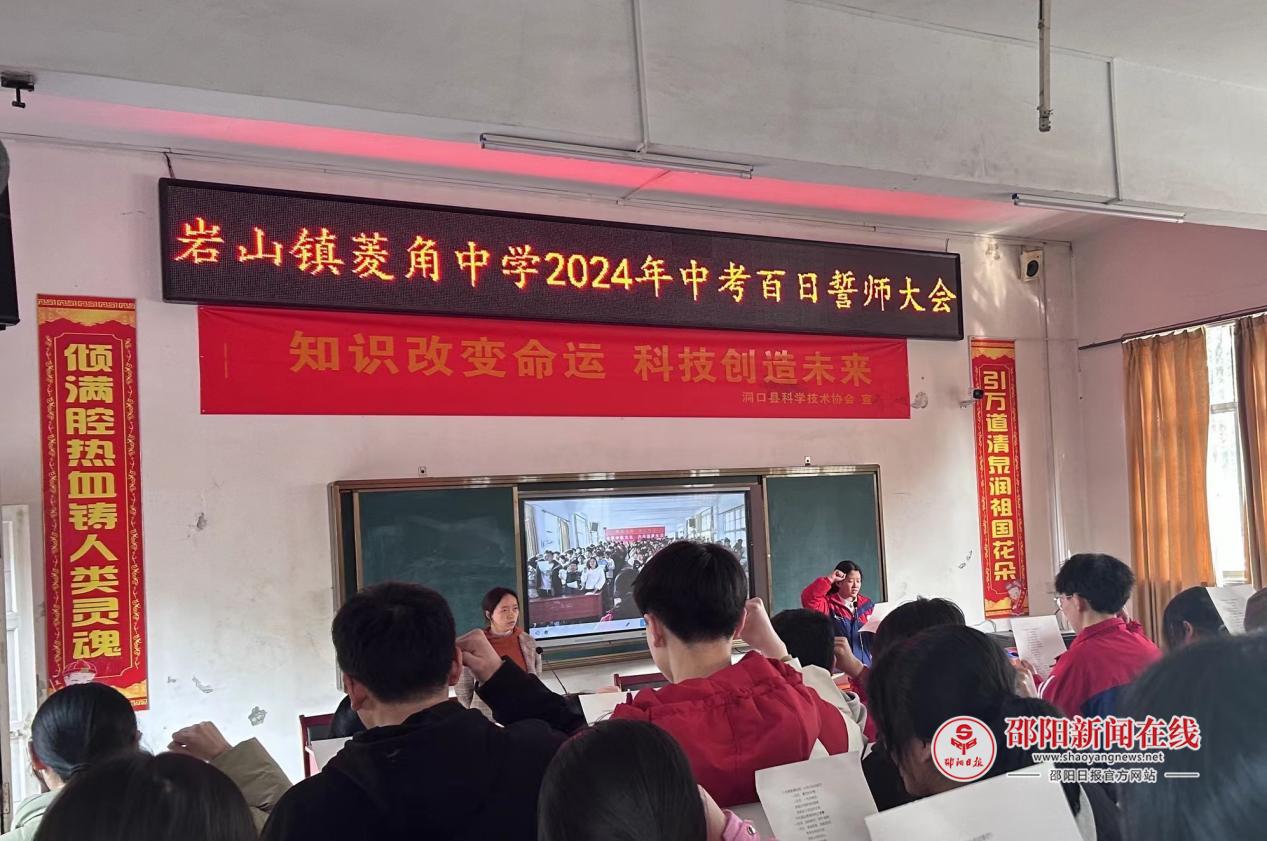 岩山镇菱角中学2024年中考百日誓师大会
知识改变命运 科技创造未来
洞口县科学技术协会 宣
倾满腔热血铸人类灵魂
引万道清泉润祖国花朵
邵阳新闻在线
www.shaoyangnews.net
邵阳日报官方网站
邵阳日报